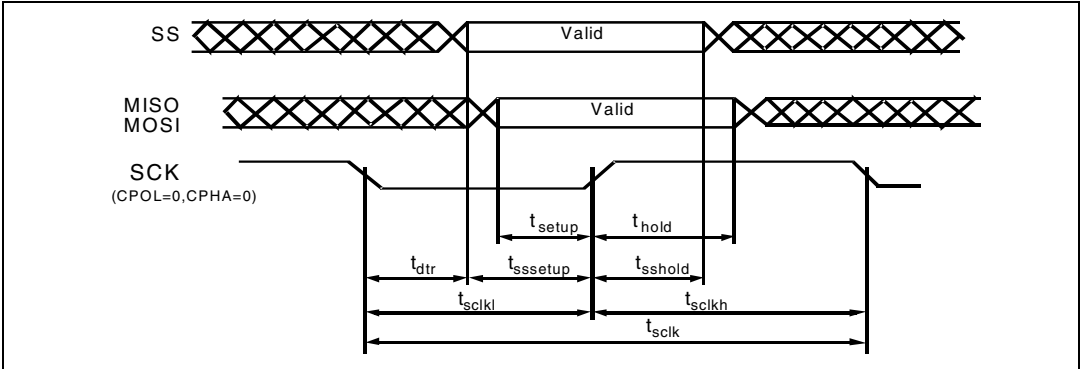 SS
Valid
MISO
MOSI
Valid
SCK
(CPOL=0,CPHA=0)
tsetup
thold
tdtr
tsssetup
tsshold
tsclkl
tsclkh
tsclk